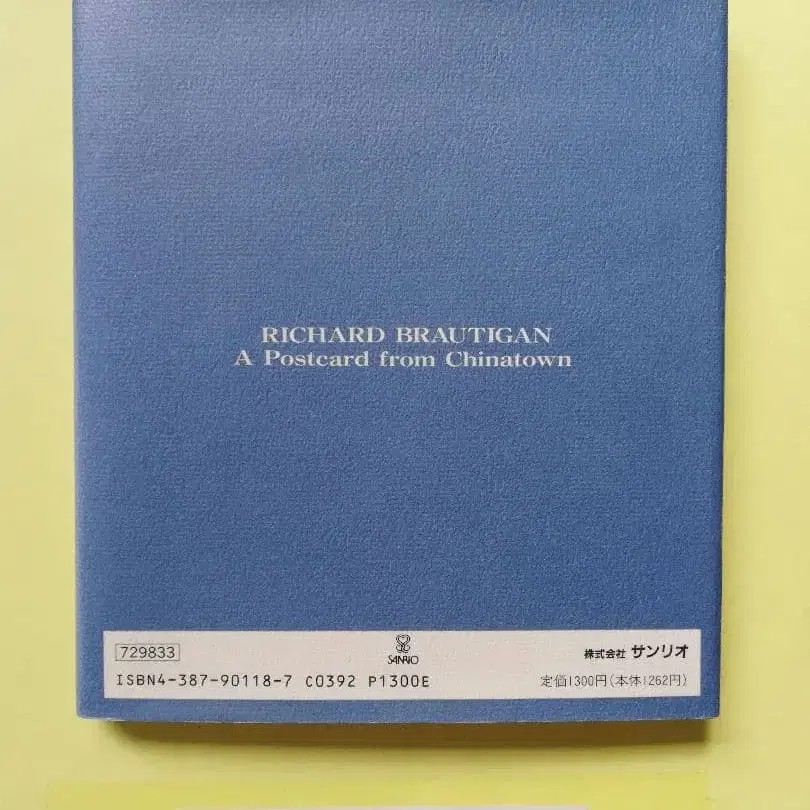 RICHARD BRAUTIGAN
A Postcard from Chinatown
729833
SANRIO
株式会社 サンリオ
ISBN4-387-90118-7 C0392 P1300E
定価1300円(本体1262円)